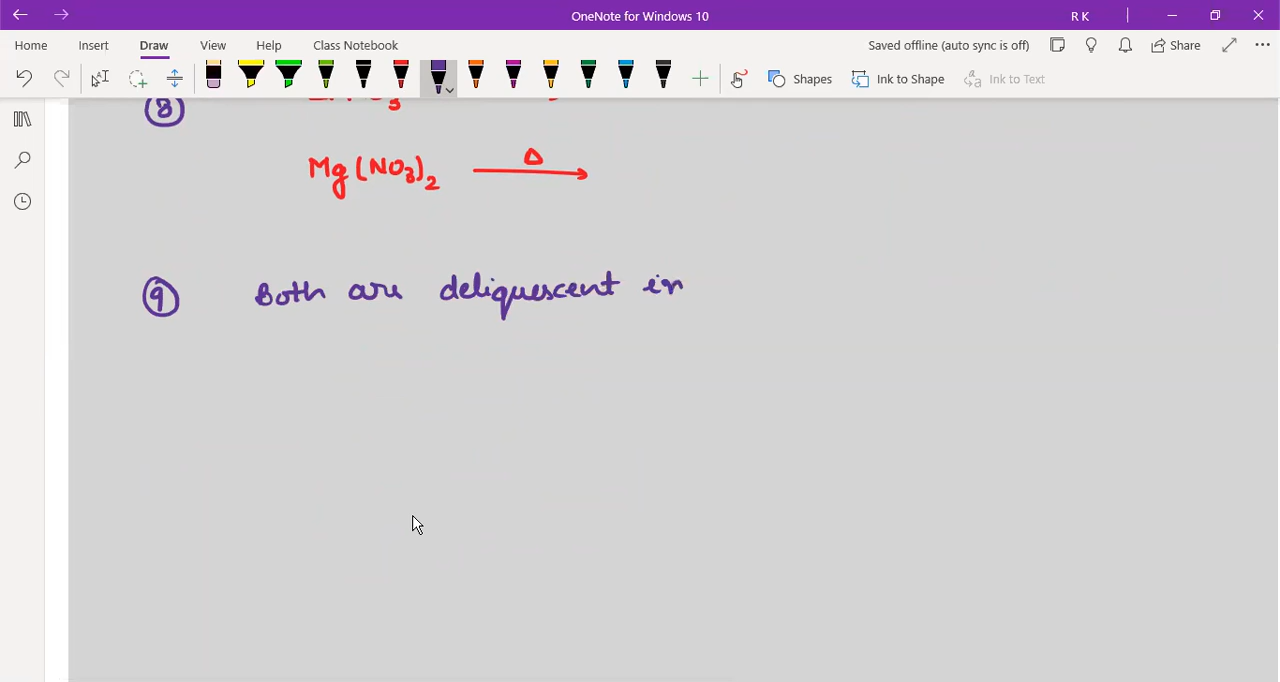 OneNote for Windows 10
R K
Home Insert Draw View Help Class Notebook
Saved offline (auto sync is off) Share
Shapes Ink to Shape Ink to Text
8
Mg(NO3)2 Δ
9 Both are deliquescent in